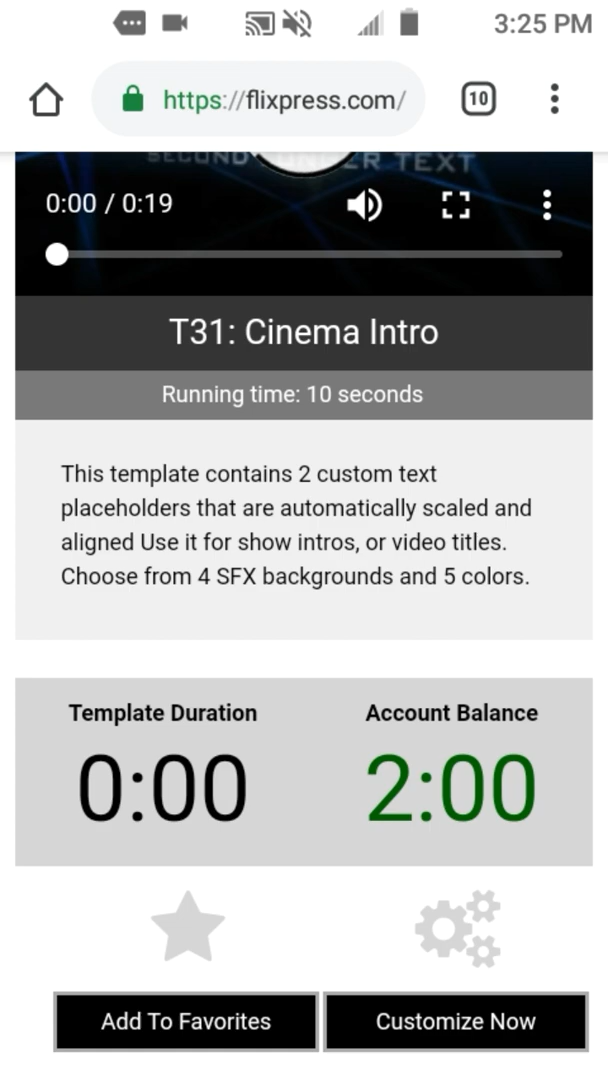 3:25 PM
https://flixpress.com/
10
SECOND UNDER TEXT
0:00 / 0:19
T31: Cinema Intro
Running time: 10 seconds
This template contains 2 custom text
placeholders that are automatically scaled and
aligned Use it for show intros, or video titles.
Choose from 4 SFX backgrounds and 5 colors.
Template Duration
Account Balance
0:00
2:00
Add To Favorites
Customize Now